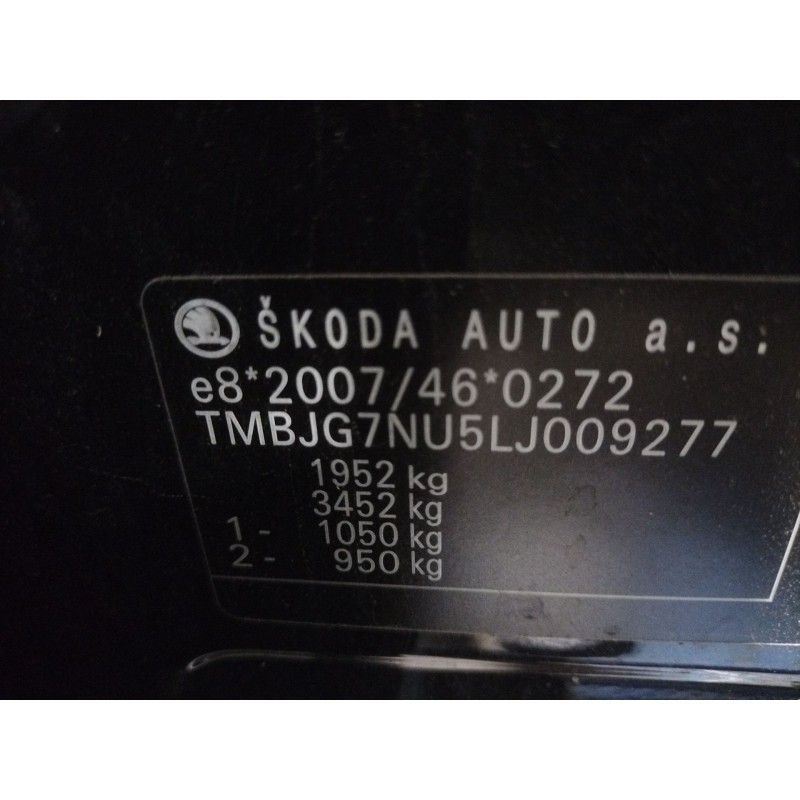 ŠKODA AUTO a.s.
e8*2007/46*0272
TMBJG7NU5LJ009277
1952 kg
3452 kg
1- 1050 kg
2- 950 kg